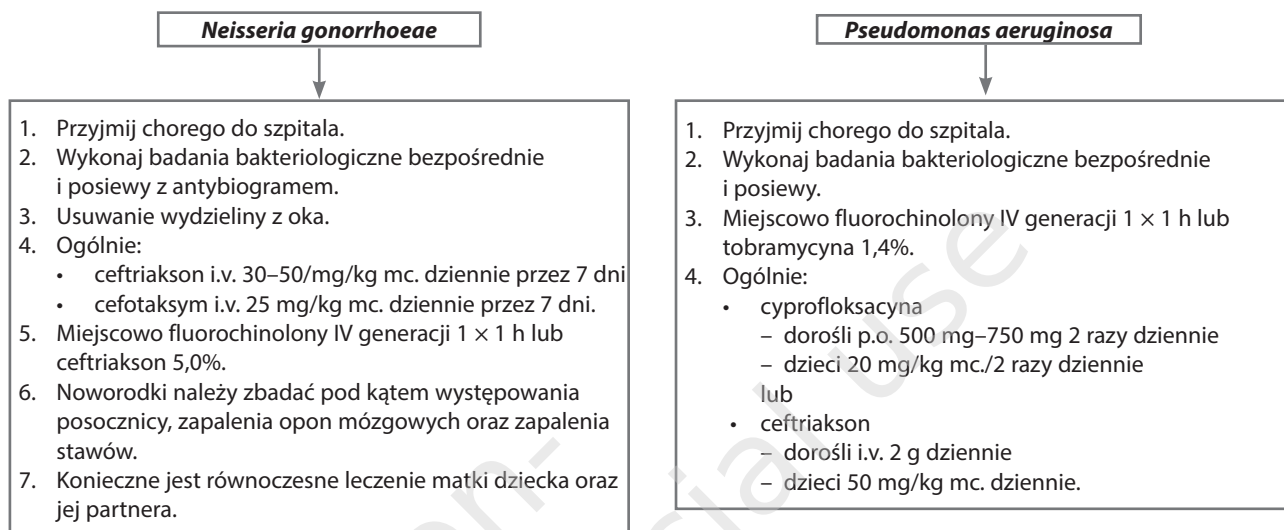 Neisseria gonorrhoeae
1. Przyjmij chorego do szpitala.
2. Wykonaj badania bakteriologiczne bezpośrednie
i posiewy z antybiogramem.
3. Usuwanie wydzieliny z oka.
4. Ogólnie:
• ceftriakson i.v. 30–50/mg/kg mc. dziennie przez 7 dni
• cefotaksym i.v. 25 mg/kg mc. dziennie przez 7 dni.
5. Miejscowo fluorochinolony IV generacji 1 × 1 h lub
ceftriakson 5,0%.
6. Noworodki należy zbadać pod kątem występowania
posocznicy, zapalenia opon mózgowych oraz zapalenia
stawów.
7. Konieczne jest równoczesne leczenie matki dziecka oraz
jej partnera.
Pseudomonas aeruginosa
1. Przyjmij chorego do szpitala.
2. Wykonaj badania bakteriologiczne bezpośrednie
i posiewy.
3. Miejscowo fluorochinolony IV generacji 1 × 1 h lub
tobramycyna 1,4%.
4. Ogólnie:
• cyprofloksacyna
– dorośli p.o. 500 mg–750 mg 2 razy dziennie
– dzieci 20 mg/kg mc./2 razy dziennie
lub
• ceftriakson
– dorośli i.v. 2 g dziennie
– dzieci 50 mg/kg mc. dziennie.